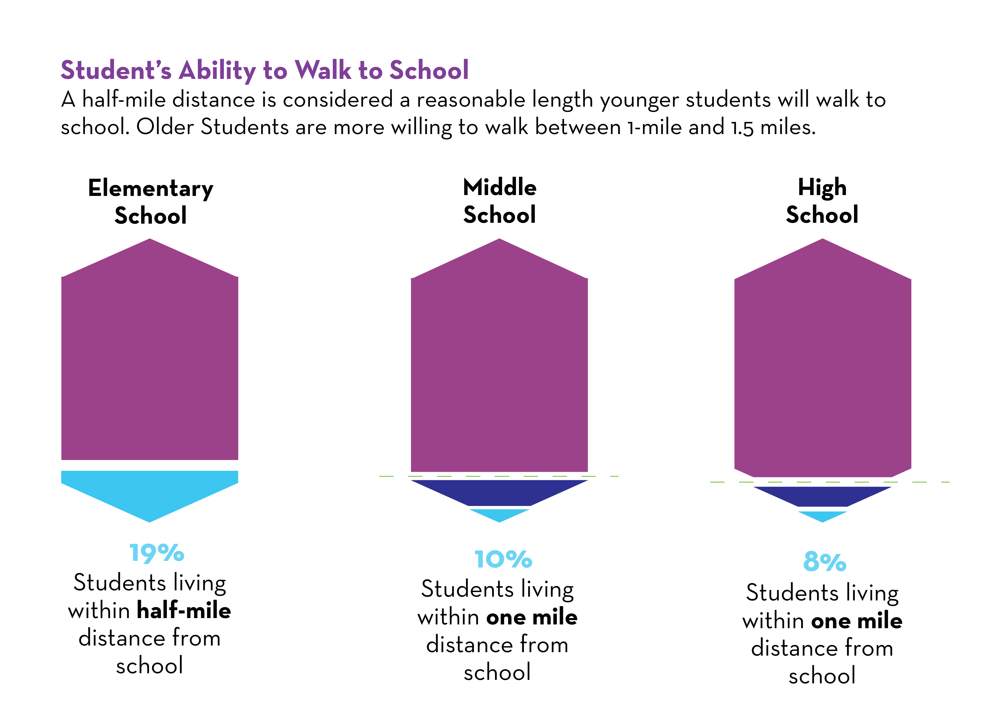 Student’s Ability to Walk to School
A half-mile distance is considered a reasonable length younger students will walk to
school. Older Students are more willing to walk between 1-mile and 1.5 miles.
Elementary
School
Middle
School
High
School
19%
Students living
within half-mile
distance from
school
10%
Students living
within one mile
distance from
school
8%
Students living
within one mile
distance from
school